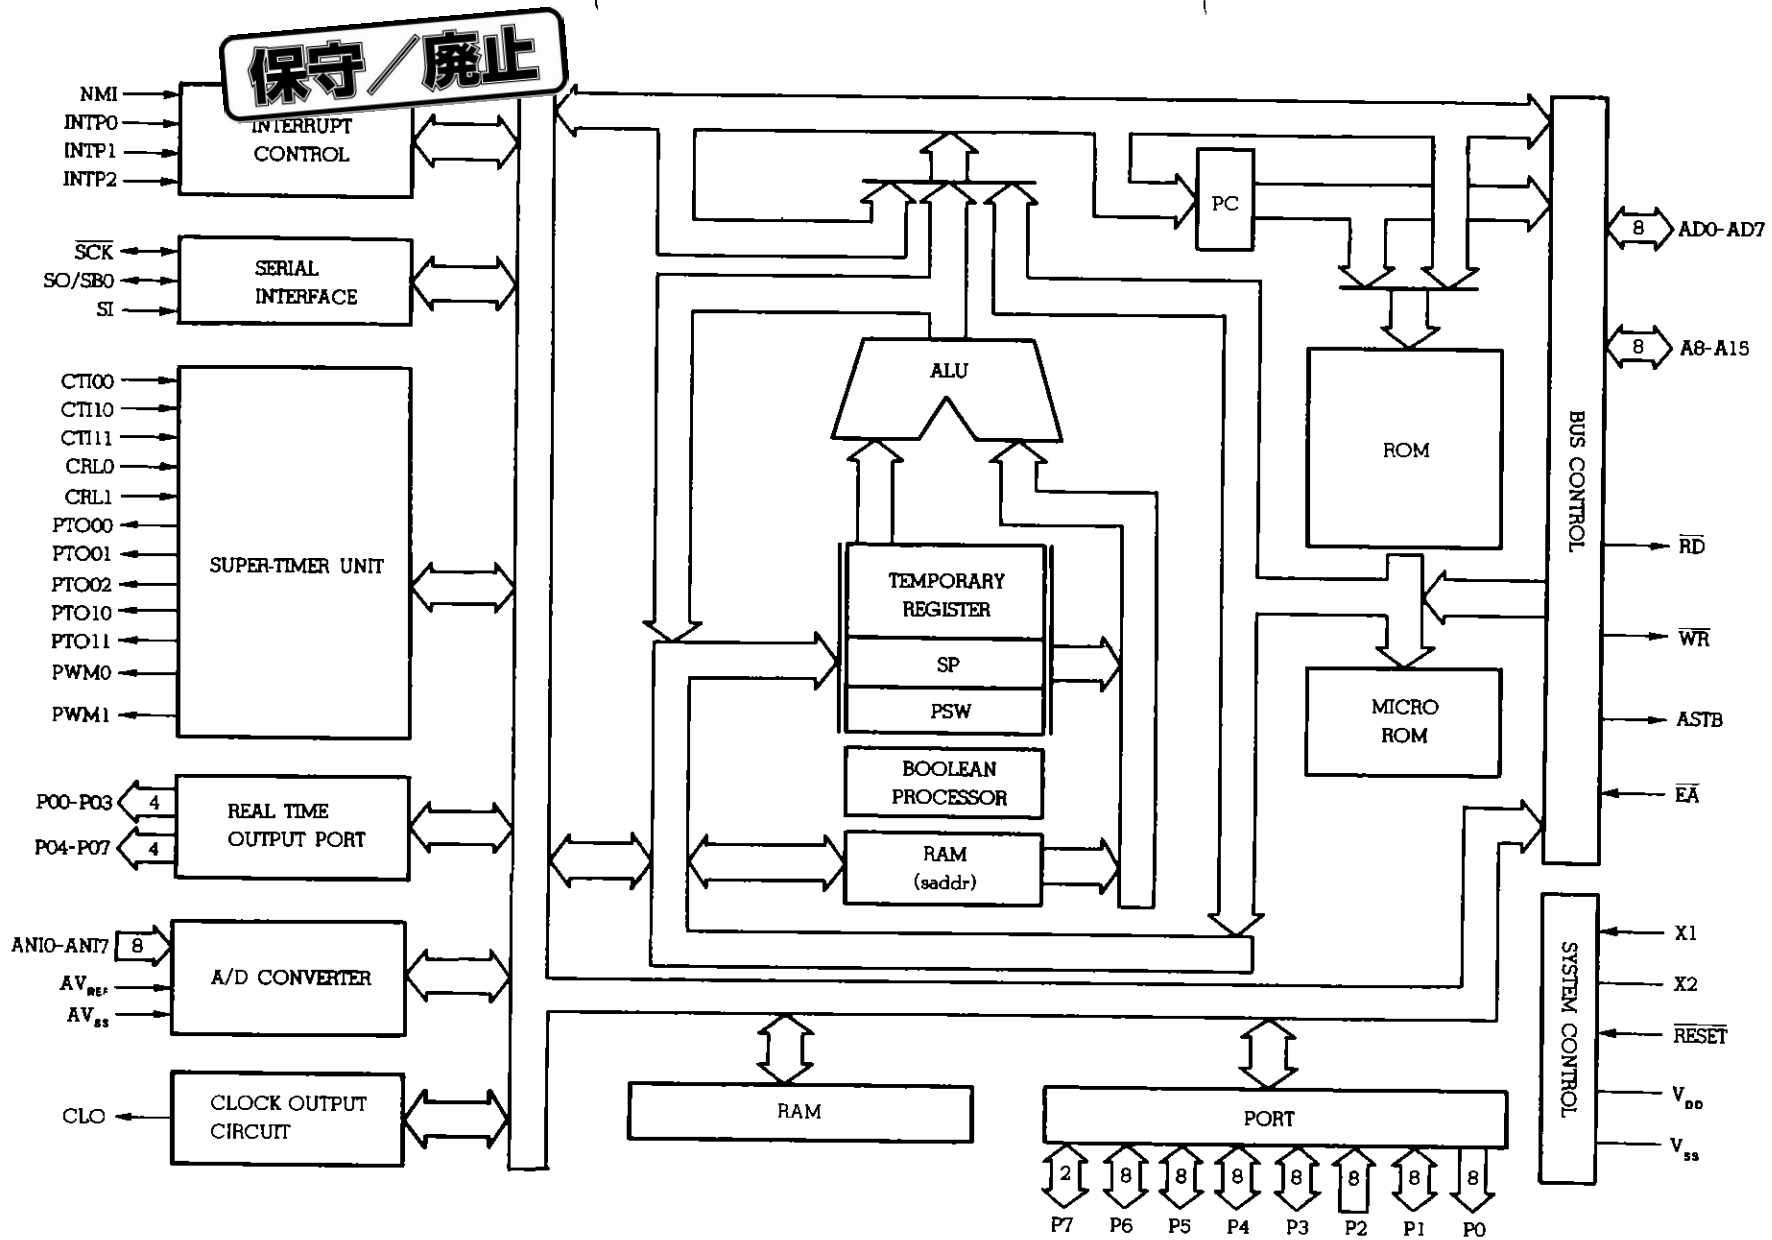 保守／廃止
NMI
INTP0
INTP1
INTP2
INTERRUPT
CONTROL
SCK
SO/SB0
SI
SERIAL
INTERFACE
CTI00
CTI10
CTI11
CRL0
CRL1
PTO00
PTO01
PTO02
PTO10
PTO11
PWM0
PWM1
SUPER-TIMER UNIT
P00-P03
4
P04-P07
4
REAL TIME
OUTPUT PORT
ANI0-ANI7
8
AVREF
AVss
A/D CONVERTER
CLO
CLOCK OUTPUT
CIRCUIT
PC
ALU
ROM
TEMPORARY
REGISTER
SP
PSW
BOOLEAN
PROCESSOR
RAM
(saddr)
MICRO
ROM
BUS CONTROL
8
AD0-AD7
8
A8-A15
RD
WR
ASTB
EA
SYSTEM CONTROL
X1
X2
RESET
VDD
Vss
RAM
PORT
2
8
8
8
8
8
8
8
P7
P6
P5
P4
P3
P2
P1
P0